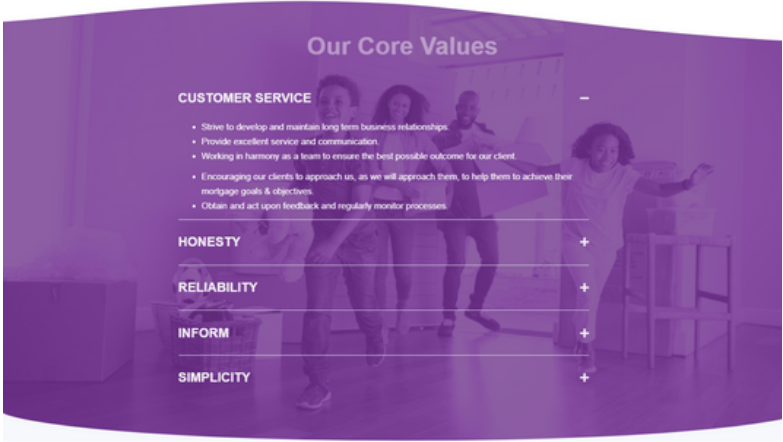 Our Core Values
CUSTOMER SERVICE
Strive to develop and maintain long term business relationships.
Provide excellent service and communication.
Working in harmony as a team to ensure the best possible outcome for our client.
Encouraging our clients to approach us, as we will approach them, to help them to achieve their
mortgage goals & objectives.
Obtain and act upon feedback and regularly monitor processes.
HONESTY
RELIABILITY
INFORM
SIMPLICITY